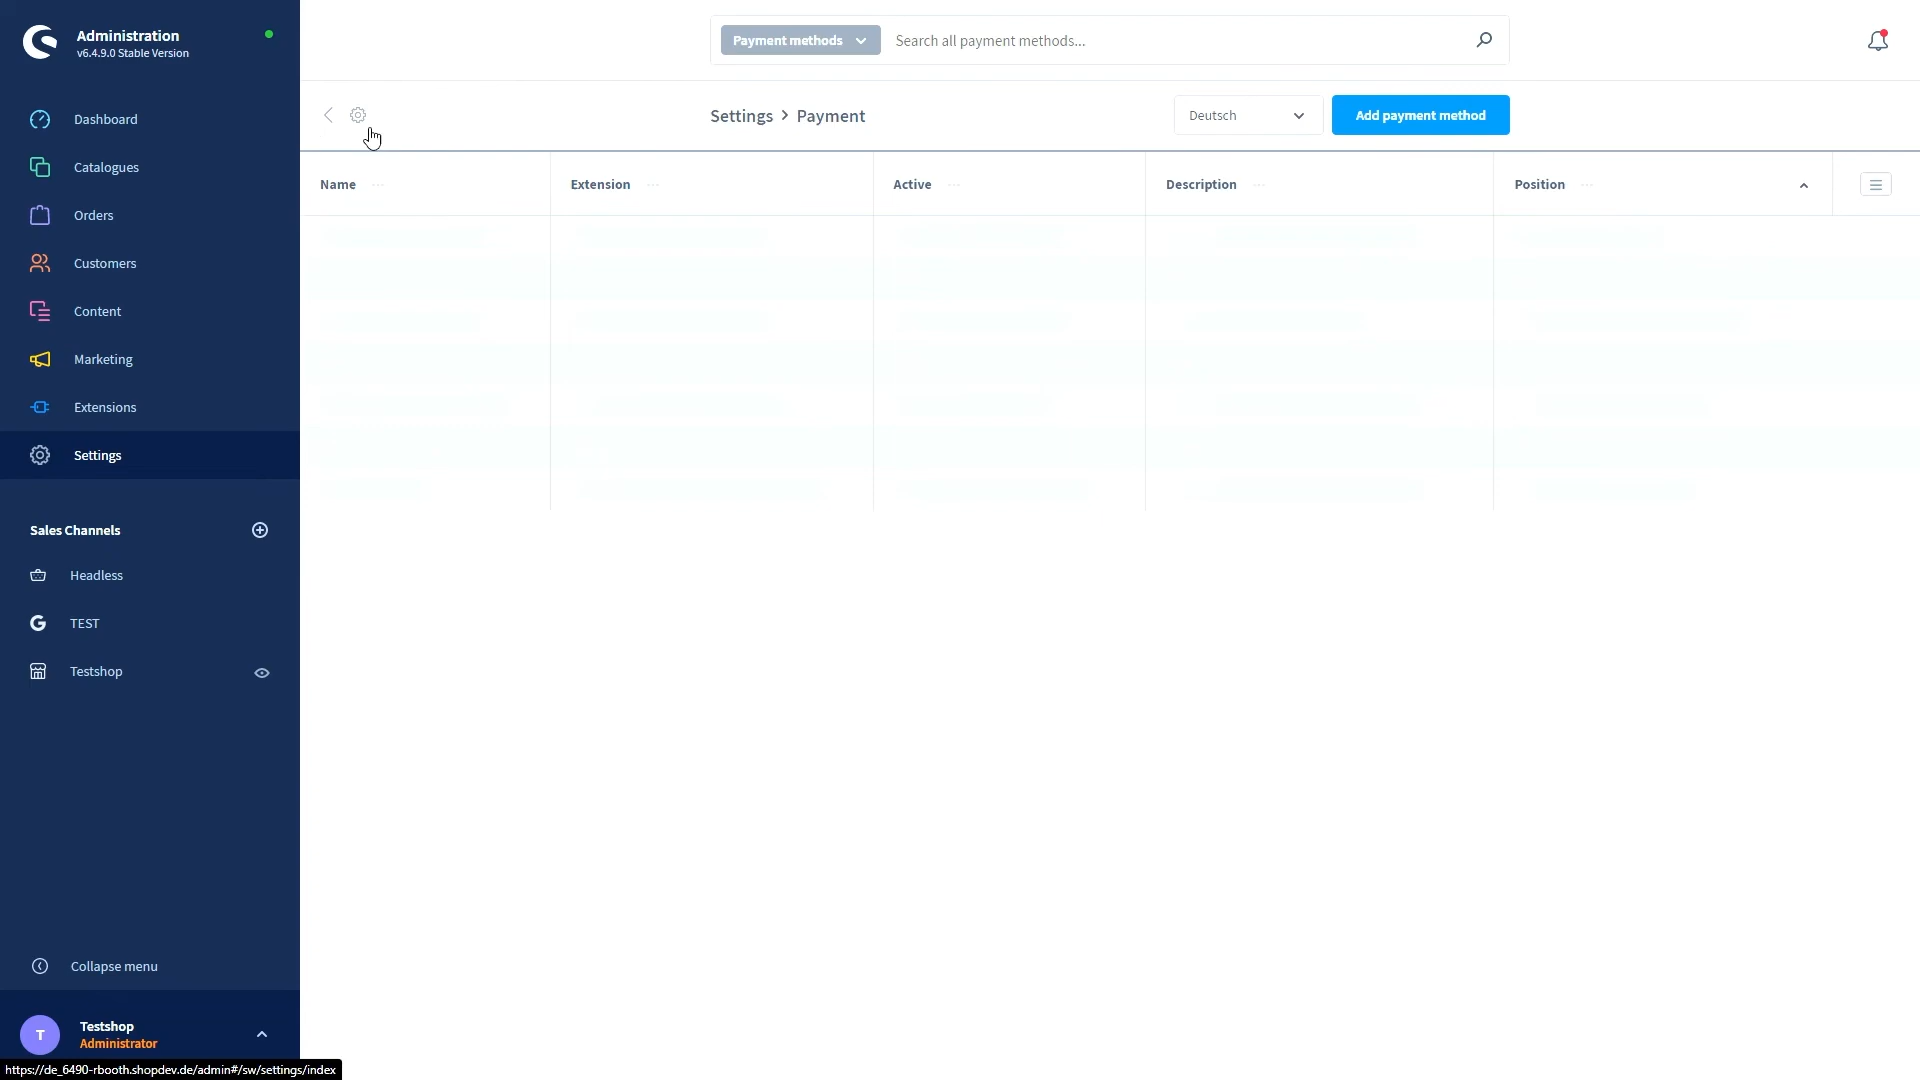 Administration
v6.4.9.0 Stable Version
Dashboard
Catalogues
Orders
Customers
Content
Marketing
Extensions
Settings
Sales Channels
Headless
TEST
Testshop
Collapse menu
T
Testshop
Administrator
https://de_6490-rbooth.shopdev.de/admin#/sw/settings/index
Payment methods
Search all payment methods...
Settings > Payment
Deutsch
Add payment method
Name ...
Extension ...
Active ...
Description ...
Position ...